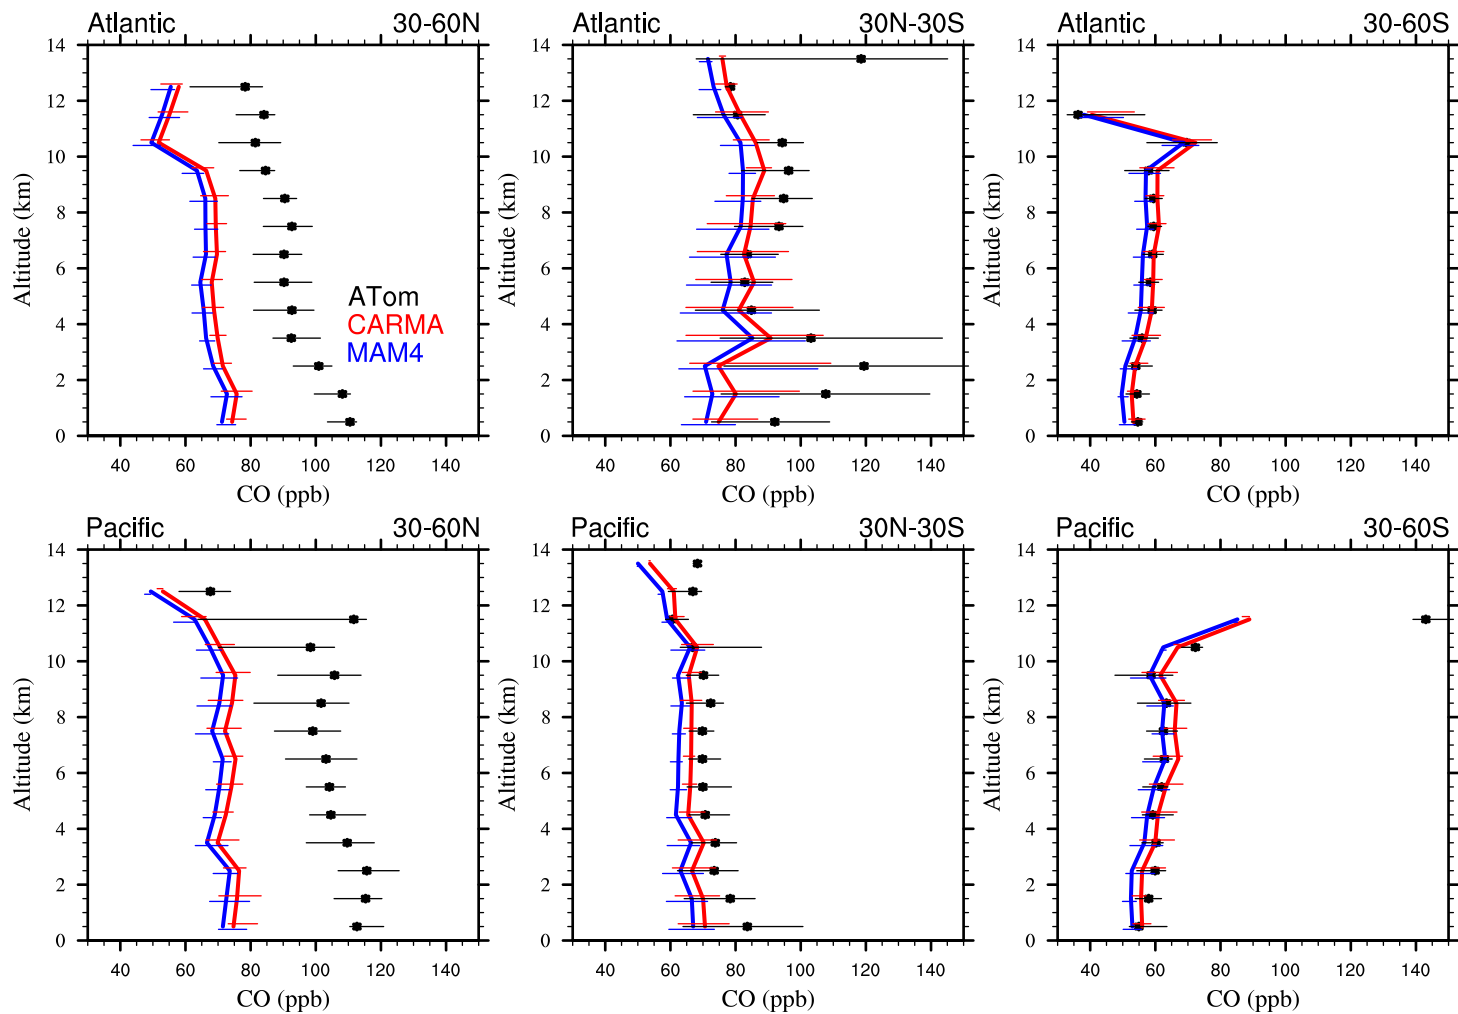 Atlantic 30-60N
14
12
10
8
6
4
2
0
Altitude (km)
ATom
CARMA
MAM4
40 60 80 100 120 140
CO (ppb)
Atlantic 30N-30S
14
12
10
8
6
4
2
0
Altitude (km)
40 60 80 100 120 140
CO (ppb)
Atlantic 30-60S
14
12
10
8
6
4
2
0
Altitude (km)
40 60 80 100 120 140
CO (ppb)
Pacific 30-60N
14
12
10
8
6
4
2
0
Altitude (km)
40 60 80 100 120 140
CO (ppb)
Pacific 30N-30S
14
12
10
8
6
4
2
0
Altitude (km)
40 60 80 100 120 140
CO (ppb)
Pacific 30-60S
14
12
10
8
6
4
2
0
Altitude (km)
40 60 80 100 120 140
CO (ppb)